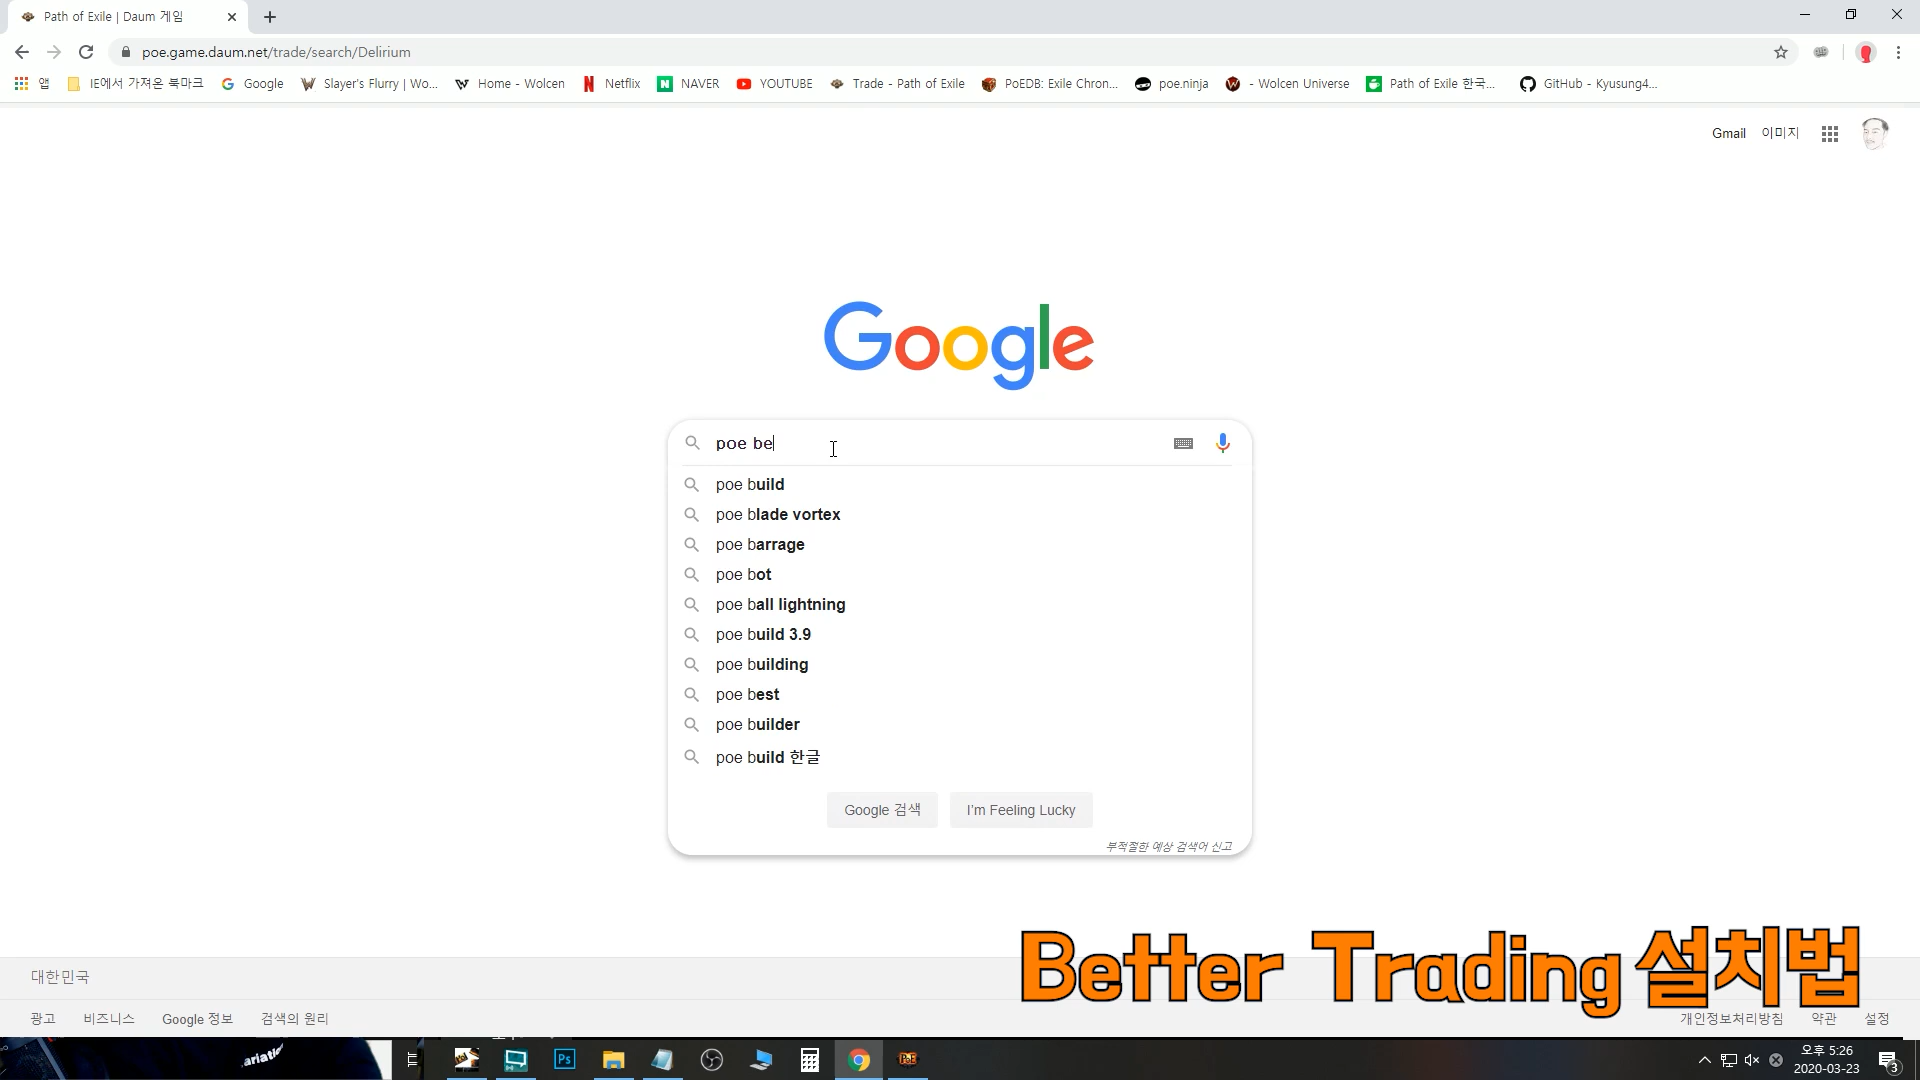 Path of Exile | Daum 게임
poe.game.daum.net/trade/search/Delirium
앱 IE에서 가져온 북마크 Google Slayer's Flurry | Wo... Home - Wolcen Netflix NAVER YOUTUBE Trade - Path of Exile PoEDB: Exile Chron... poe.ninja - Wolcen Universe Path of Exile 한국... GitHub - Kyusung4...
Gmail 이미지
Google
poe be
poe build
poe blade vortex
poe barrage
poe bot
poe ball lightning
poe build 3.9
poe building
poe best
poe builder
poe build 한글
Google 검색 I'm Feeling Lucky
부적절한 예상 검색어 신고
Better Trading 설치법
대한민국
광고 비즈니스 Google 정보 검색의 원리 개인정보처리방침 약관 설정
Ps PoE
오후 5:26
2020-03-23
3